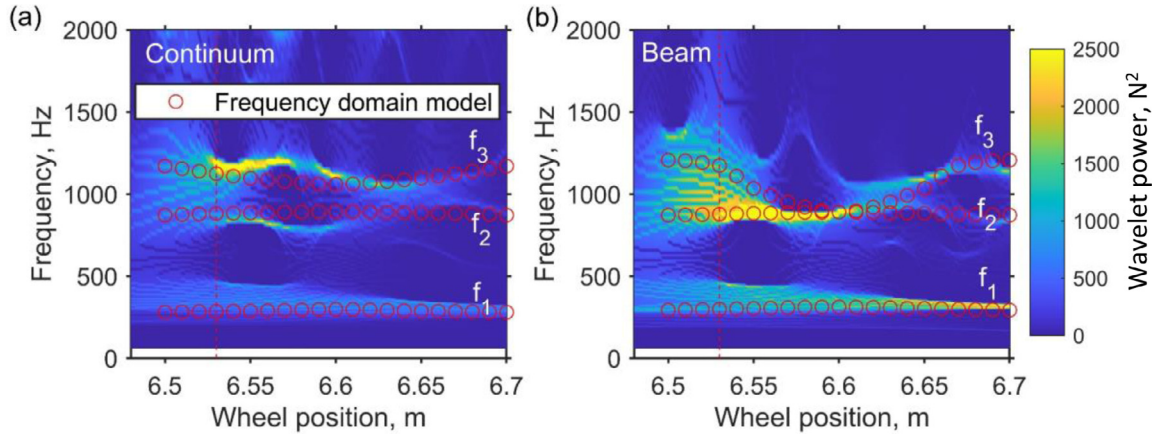 (a)
Continuum
Frequency domain model
f3
f2
f1
2000
1500
1000
500
0
Frequency, Hz
6.5
6.55
6.6
6.65
6.7
Wheel position, m
(b)
Beam
f3
f2
f1
2000
1500
1000
500
0
Frequency, Hz
6.5
6.55
6.6
6.65
6.7
Wheel position, m
2500
2000
1500
1000
500
0
Wavelet power, N²